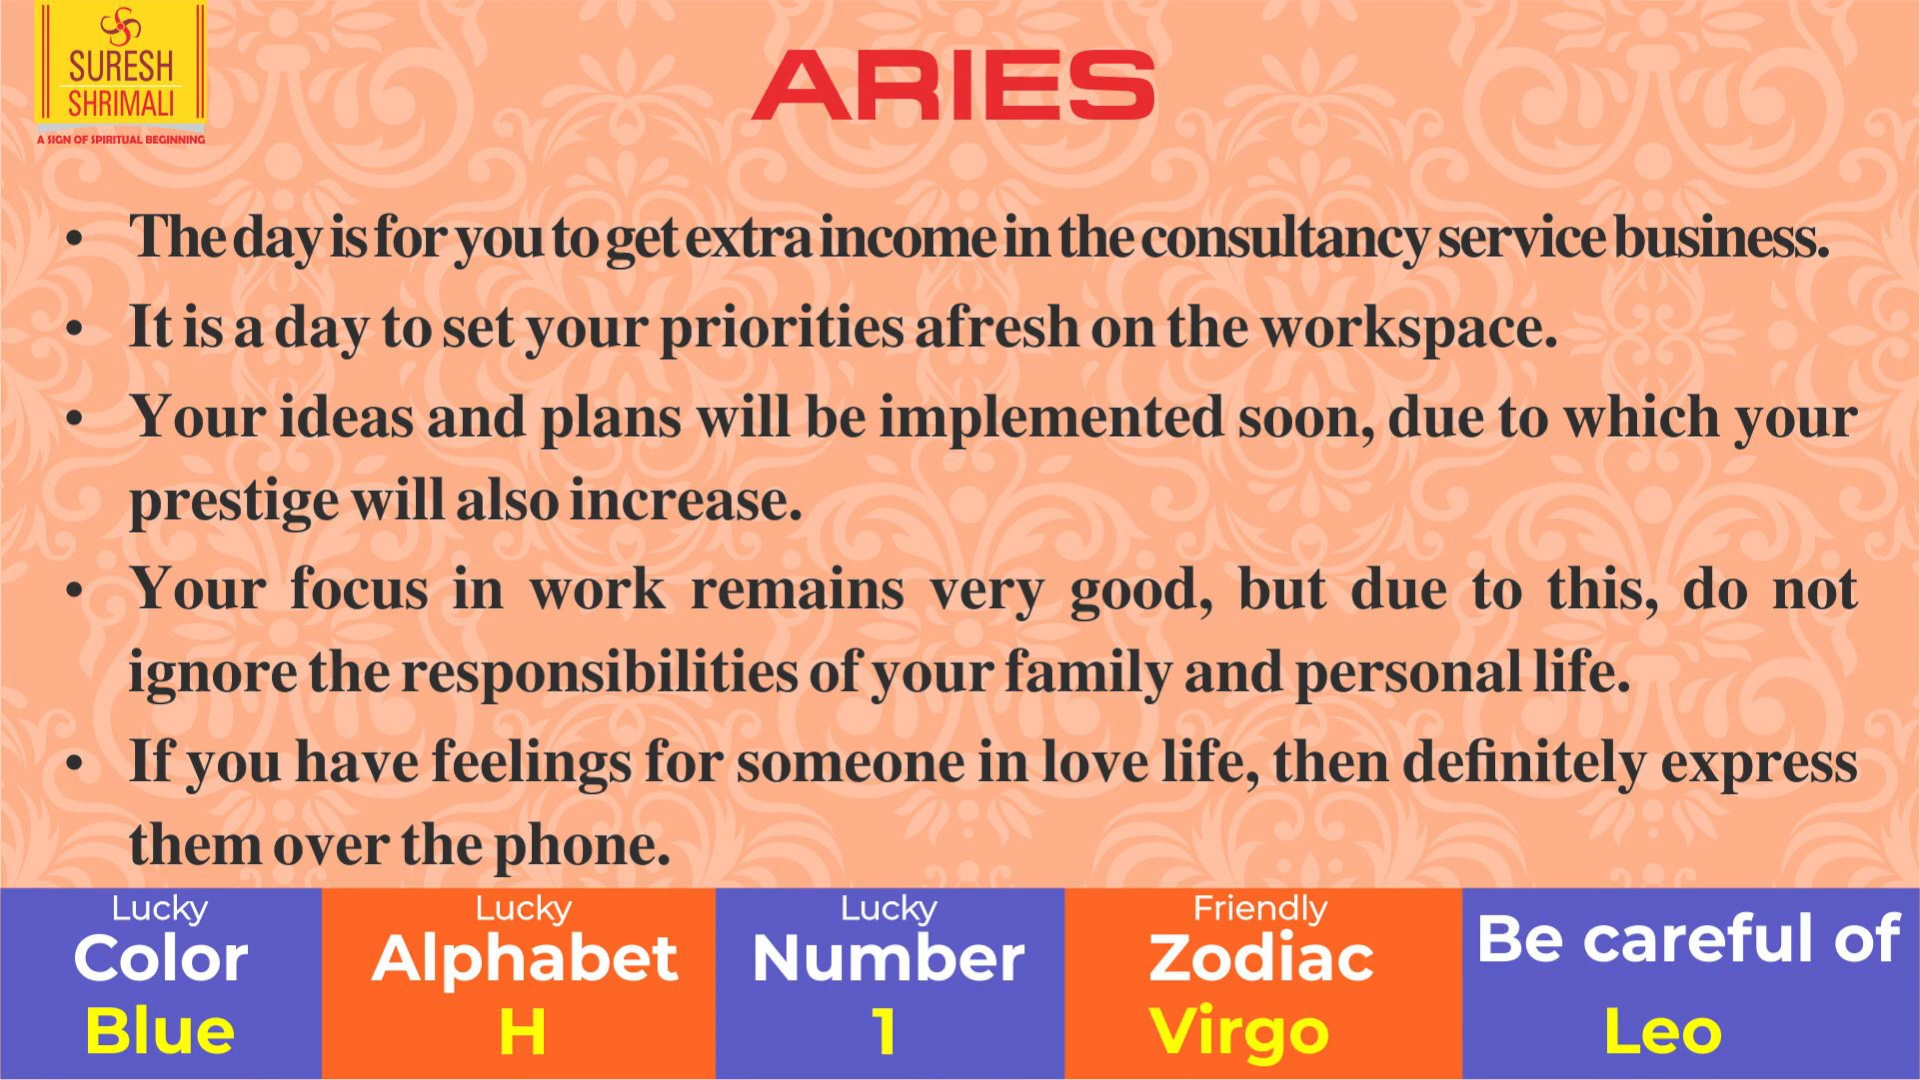 SURESH
SHRIMALI
A SIGN OF SPIRITUAL BEGINNING
ARIES
• The day is for you to get extra income in the consultancy service business.
• It is a day to set your priorities afresh on the workspace.
• Your ideas and plans will be implemented soon, due to which your
prestige will also increase.
• Your focus in work remains very good, but due to this, do not
ignore the responsibilities of your family and personal life.
• If you have feelings for someone in love life, then definitely express
them over the phone.
Lucky
Color
Blue
Lucky
Alphabet
H
Lucky
Number
1
Friendly
Zodiac
Virgo
Be careful of
Leo